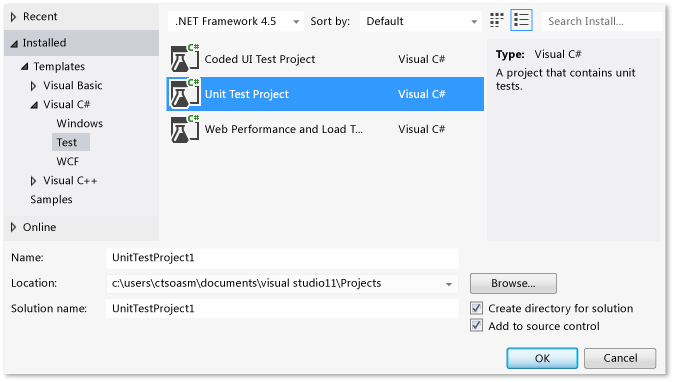 Recent
.NET Framework 4.5 Sort by: Default Search Install...
Installed
Templates
Visual Basic
Visual C#
Windows
Test
WCF
Visual C++
Samples
Online
C# Coded UI Test Project Visual C#
C# Unit Test Project Visual C#
C# Web Performance and Load T... Visual C#
Type: Visual C#
A project that contains unit
tests.
Name: UnitTestProject1
Location: c:\users\ctsoasm\documents\visual studio11\Projects Browse...
Solution name: UnitTestProject1
Create directory for solution
Add to source control
OK Cancel